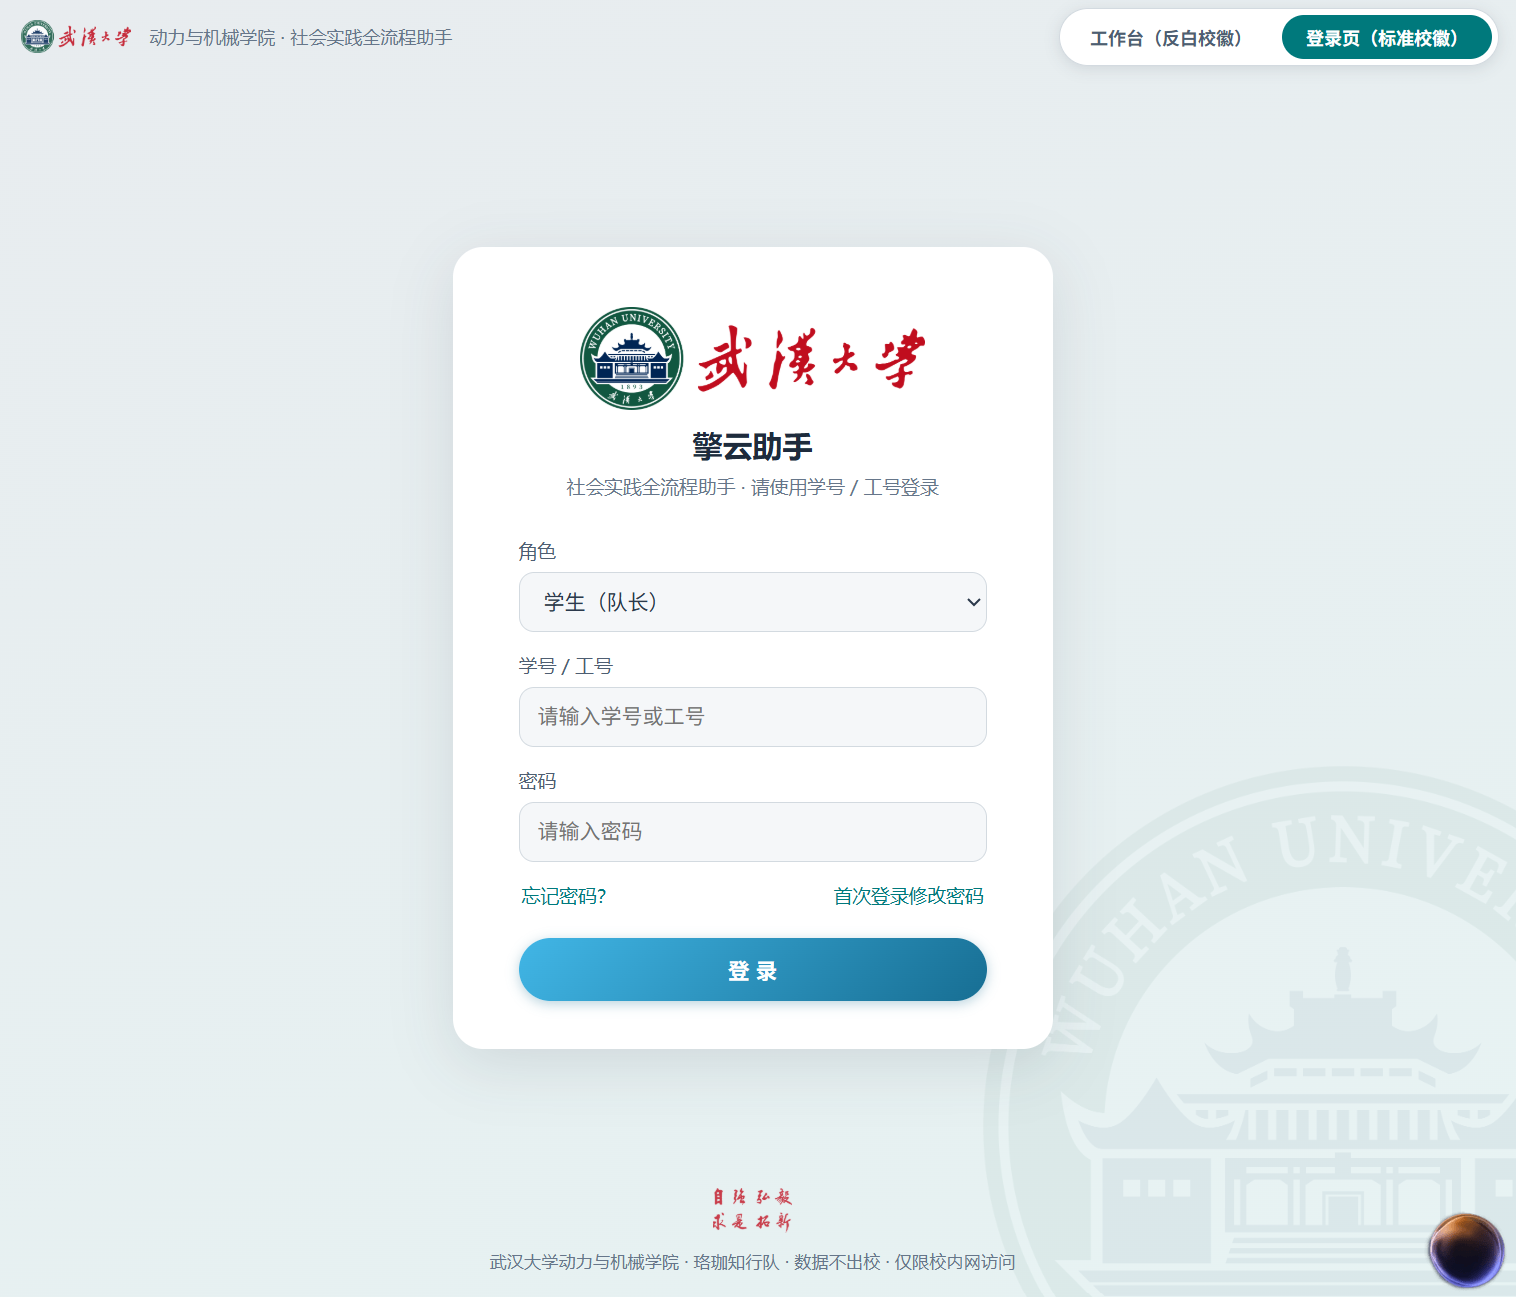 武汉大学 动力与机械学院 · 社会实践全流程助手
工作台（反白校徽） 登录页（标准校徽）
WUHAN UNIVERSITY
1893
武汉大学
武漢大学
擎云助手
社会实践全流程助手 · 请使用学号 / 工号登录
角色
学生（队长）
学号 / 工号
请输入学号或工号
密码
请输入密码
忘记密码? 首次登录修改密码
登 录
WUHAN UNIVE
自强 弘毅
求是 拓新
武汉大学动力与机械学院 · 珞珈知行队 · 数据不出校 · 仅限校内网访问